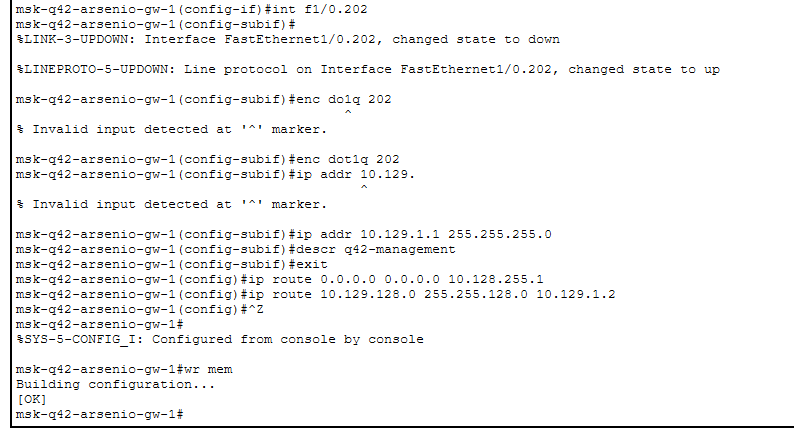 msk-q42-arsenio-gw-1(config-if)#int f1/0.202
msk-q42-arsenio-gw-1(config-subif)#
%LINK-3-UPDOWN: Interface FastEthernet1/0.202, changed state to down
%LINEPROTO-5-UPDOWN: Line protocol on Interface FastEthernet1/0.202, changed state to up
msk-q42-arsenio-gw-1(config-subif)#enc do1q 202
^
% Invalid input detected at '^' marker.
msk-q42-arsenio-gw-1(config-subif)#enc dot1q 202
msk-q42-arsenio-gw-1(config-subif)#ip addr 10.129.
^
% Invalid input detected at '^' marker.
msk-q42-arsenio-gw-1(config-subif)#ip addr 10.129.1.1 255.255.255.0
msk-q42-arsenio-gw-1(config-subif)#descr q42-management
msk-q42-arsenio-gw-1(config-subif)#exit
msk-q42-arsenio-gw-1(config)#ip route 0.0.0.0 0.0.0.0 10.128.255.1
msk-q42-arsenio-gw-1(config)#ip route 10.129.128.0 255.255.128.0 10.129.1.2
msk-q42-arsenio-gw-1(config)#^Z
msk-q42-arsenio-gw-1#
%SYS-5-CONFIG_I: Configured from console by console
msk-q42-arsenio-gw-1#wr mem
Building configuration...
[OK]
msk-q42-arsenio-gw-1#